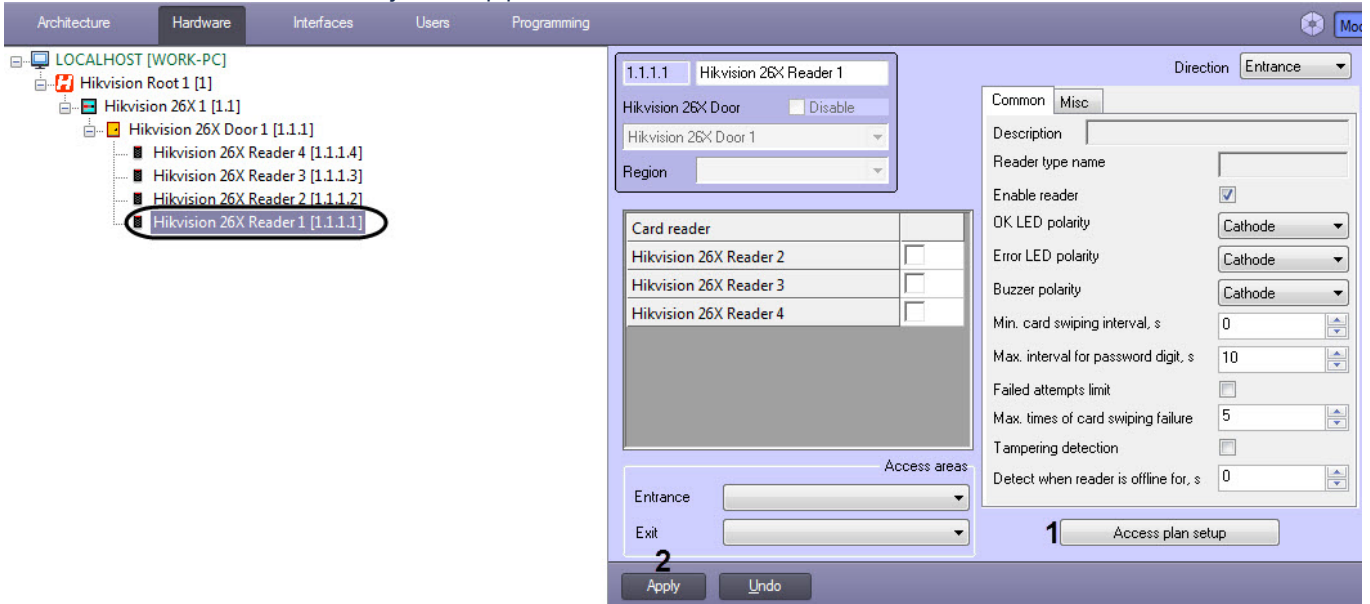 Architecture Hardware Interfaces Users Programming
LOCALHOST [WORK-PC]
Hikvision Root 1 [1]
Hikvision 26X 1 [1.1]
Hikvision 26X Door 1 [1.1.1]
Hikvision 26X Reader 4 [1.1.1.4]
Hikvision 26X Reader 3 [1.1.1.3]
Hikvision 26X Reader 2 [1.1.1.2]
Hikvision 26X Reader 1 [1.1.1.1]
1.1.1.1 Hikvision 26X Reader 1
Hikvision 26X Door Disable
Hikvision 26X Door 1
Region
Card reader
Hikvision 26X Reader 2
Hikvision 26X Reader 3
Hikvision 26X Reader 4
Access areas
Entrance
Exit
2
Apply Undo
Direction Entrance
Common Misc
Description
Reader type name
Enable reader
OK LED polarity Cathode
Error LED polarity Cathode
Buzzer polarity Cathode
Min. card swiping interval, s 0
Max. interval for password digit, s 10
Failed attempts limit
Max. times of card swiping failure 5
Tampering detection
Detect when reader is offline for, s 0
1 Access plan setup